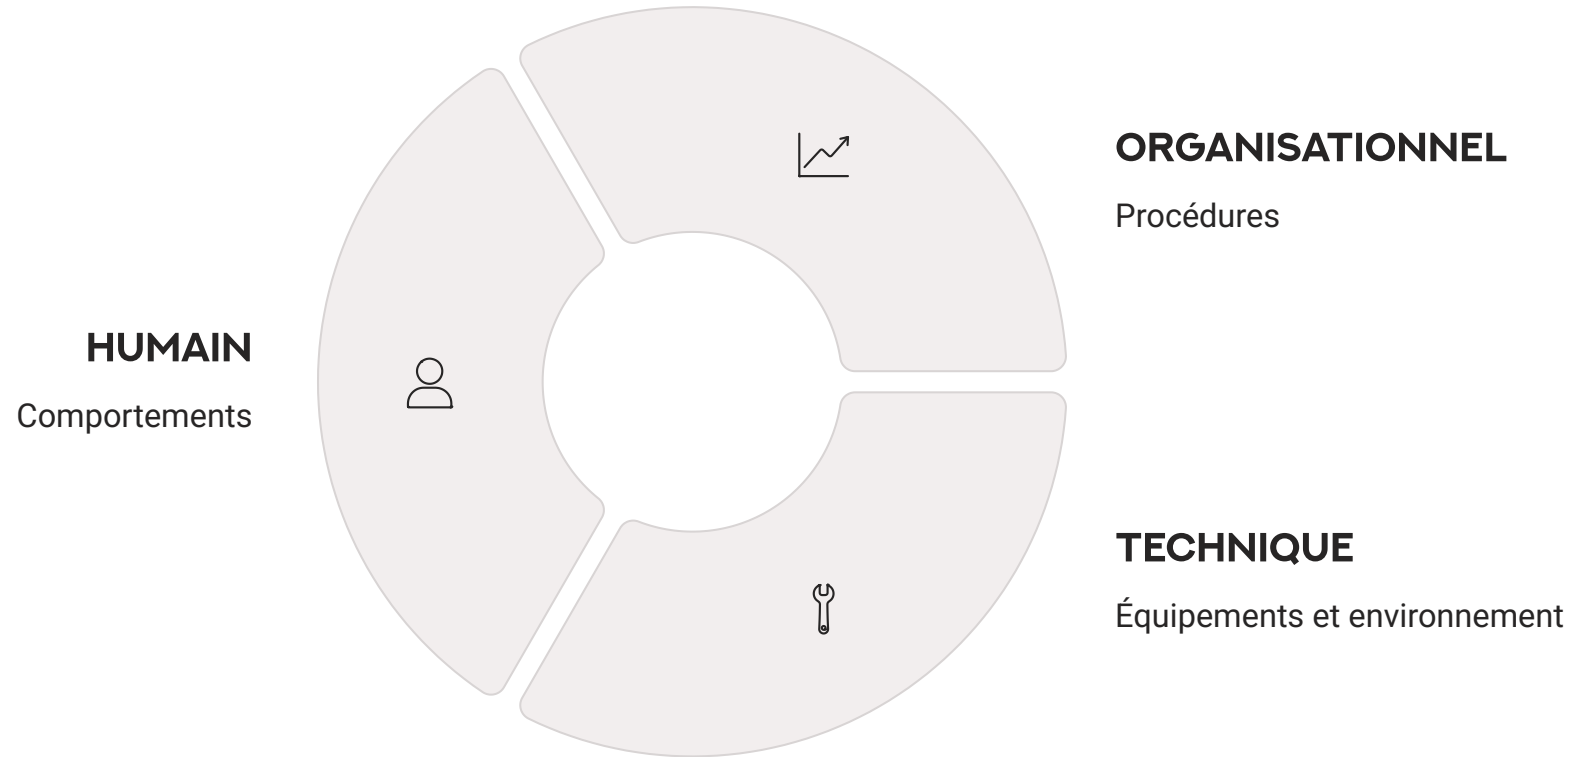 ORGANISATIONNEL
Procédures
HUMAIN
Comportements
TECHNIQUE
Équipements et environnement